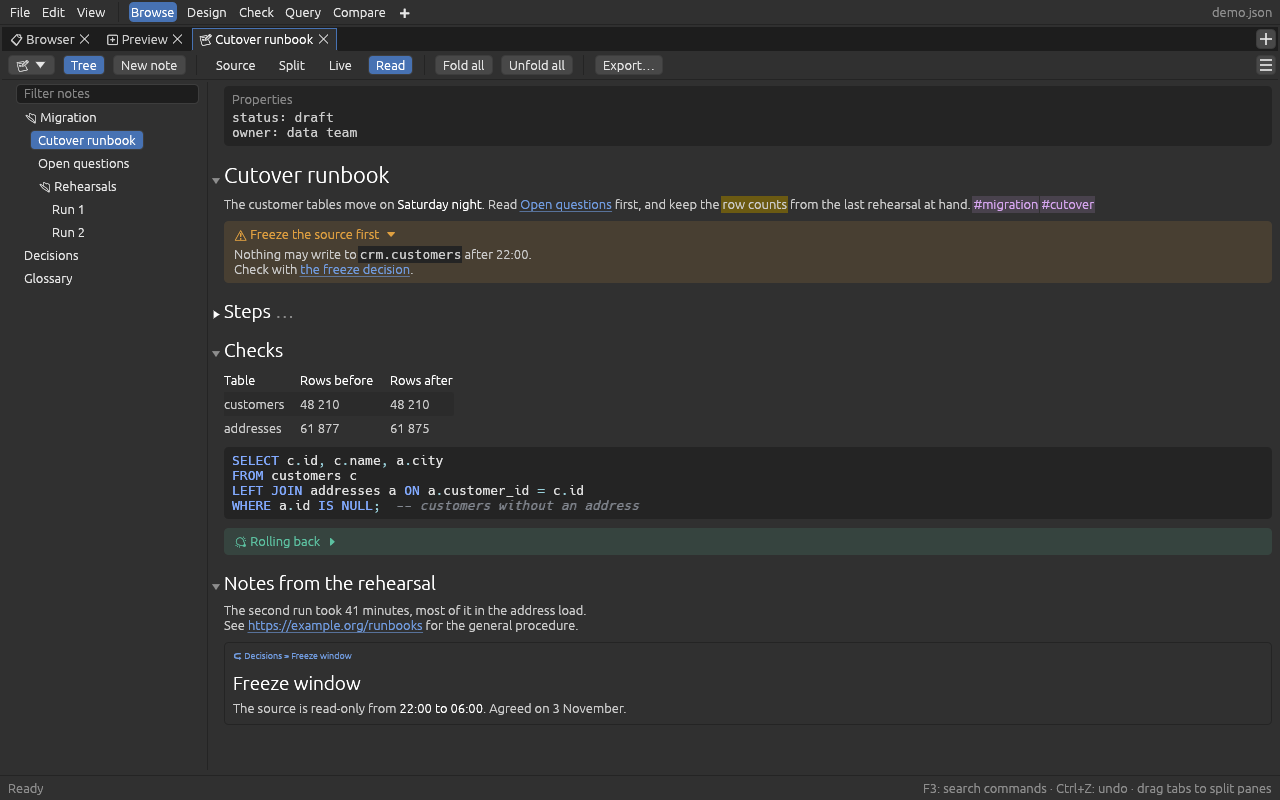 File Edit View Browse Design Check Query Compare
demo.json
Browser Preview Cutover runbook
Tree New note Source Split Live Read Fold all Unfold all Export…
Filter notes
Migration
Cutover runbook
Open questions
Rehearsals
Run 1
Run 2
Decisions
Glossary
Properties
status: draft
owner: data team
Cutover runbook
The customer tables move on Saturday night. Read Open questions first, and keep the row counts from the last rehearsal at hand. #migration #cutover
Freeze the source first
Nothing may write to crm.customers after 22:00.
Check with the freeze decision.
Steps …
Checks
Table Rows before Rows after
customers 48 210 48 210
addresses 61 877 61 875
SELECT c.id, c.name, a.city
FROM customers c
LEFT JOIN addresses a ON a.customer_id = c.id
WHERE a.id IS NULL;  -- customers without an address
Rolling back
Notes from the rehearsal
The second run took 41 minutes, most of it in the address load.
See https://example.org/runbooks for the general procedure.
Decisions » Freeze window
Freeze window
The source is read-only from 22:00 to 06:00. Agreed on 3 November.
Ready
F3: search commands · Ctrl+Z: undo · drag tabs to split panes